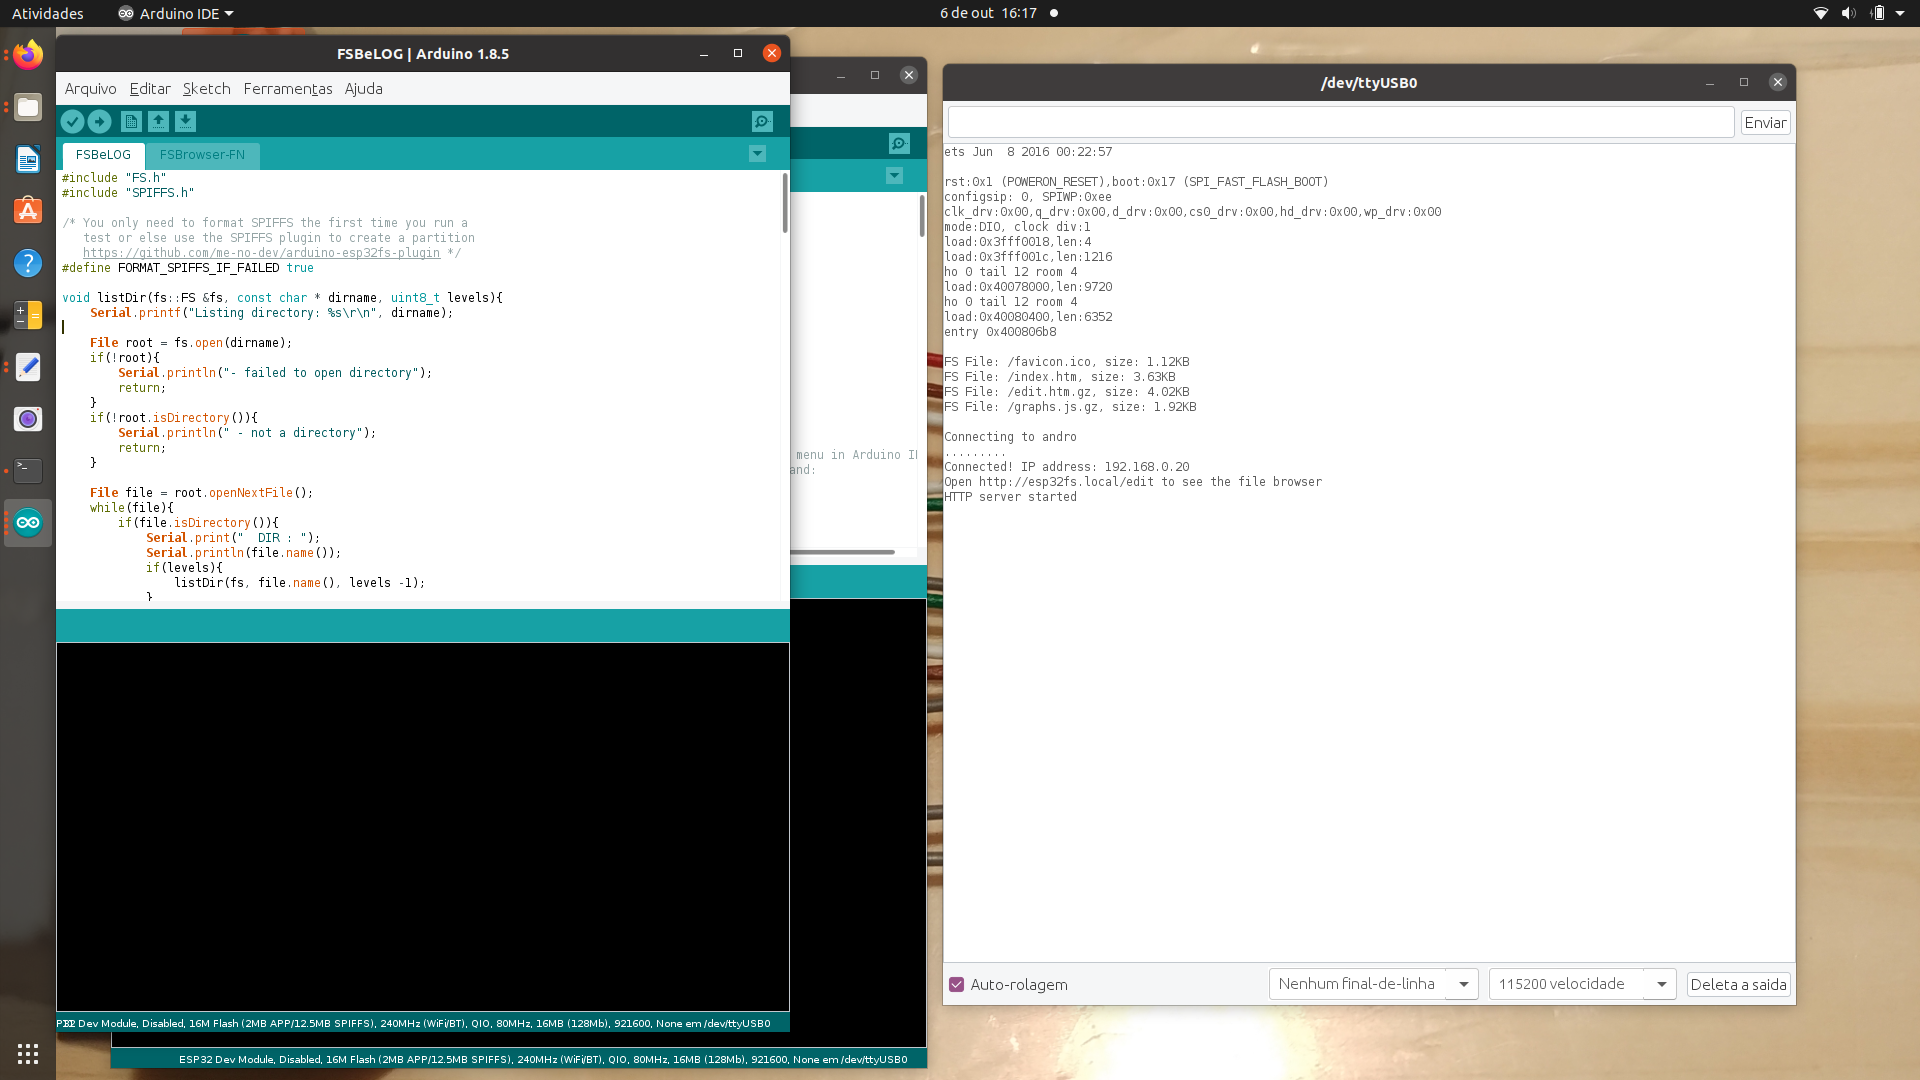 Atividades
Arduino IDE
6 de out 16:17
FSBeLOG | Arduino 1.8.5
Arquivo Editar Sketch Ferramentas Ajuda
FSBeLOG FSBrowser-FN
#include "FS.h"
#include "SPIFFS.h"
/* You only need to format SPIFFS the first time you run a
test or else use the SPIFFS plugin to create a partition
https://github.com/me-no-dev/arduino-esp32fs-plugin */
#define FORMAT_SPIFFS_IF_FAILED true
void listDir(fs::FS &fs, const char * dirname, uint8_t levels){
Serial.printf("Listing directory: %s\r\n", dirname);
File root = fs.open(dirname);
if(!root){
Serial.println("- failed to open directory");
return;
}
if(!root.isDirectory()){
Serial.println(" - not a directory");
return;
}
File file = root.openNextFile();
while(file){
if(file.isDirectory()){
Serial.print("  DIR : ");
Serial.println(file.name());
if(levels){
listDir(fs, file.name(), levels -1);
}
Dev Module, Disabled, 16M Flash (2MB APP/12.5MB SPIFFS), 240MHz (WiFi/BT), QIO, 80MHz, 16MB (128Mb), 921600, None em /dev/ttyUSB0
menu in Arduino
and:
ESP32 Dev Module, Disabled, 16M Flash (2MB APP/12.5MB SPIFFS), 240MHz (WiFi/BT), QIO, 80MHz, 16MB (128Mb), 921600, None em /dev/ttyUSB0
/dev/ttyUSB0
Enviar
ets Jun  8 2016 00:22:57
rst:0x1 (POWERON_RESET),boot:0x17 (SPI_FAST_FLASH_BOOT)
configsip: 0, SPIWP:0xee
clk_drv:0x00,q_drv:0x00,d_drv:0x00,cs0_drv:0x00,hd_drv:0x00,wp_drv:0x00
mode:DIO, clock div:1
load:0x3fff0018,len:4
load:0x3fff001c,len:1216
ho 0 tail 12 room 4
load:0x40078000,len:9720
ho 0 tail 12 room 4
load:0x40080400,len:6352
entry 0x400806b8
FS File: /favicon.ico, size: 1.12KB
FS File: /index.htm, size: 3.63KB
FS File: /edit.htm.gz, size: 4.02KB
FS File: /graphs.js.gz, size: 1.92KB
Connecting to andro
.........
Connected! IP address: 192.168.0.20
Open http://esp32fs.local/edit to see the file browser
HTTP server started
Auto-rolagem
Nenhum final-de-linha
115200 velocidade
Deleta a saida